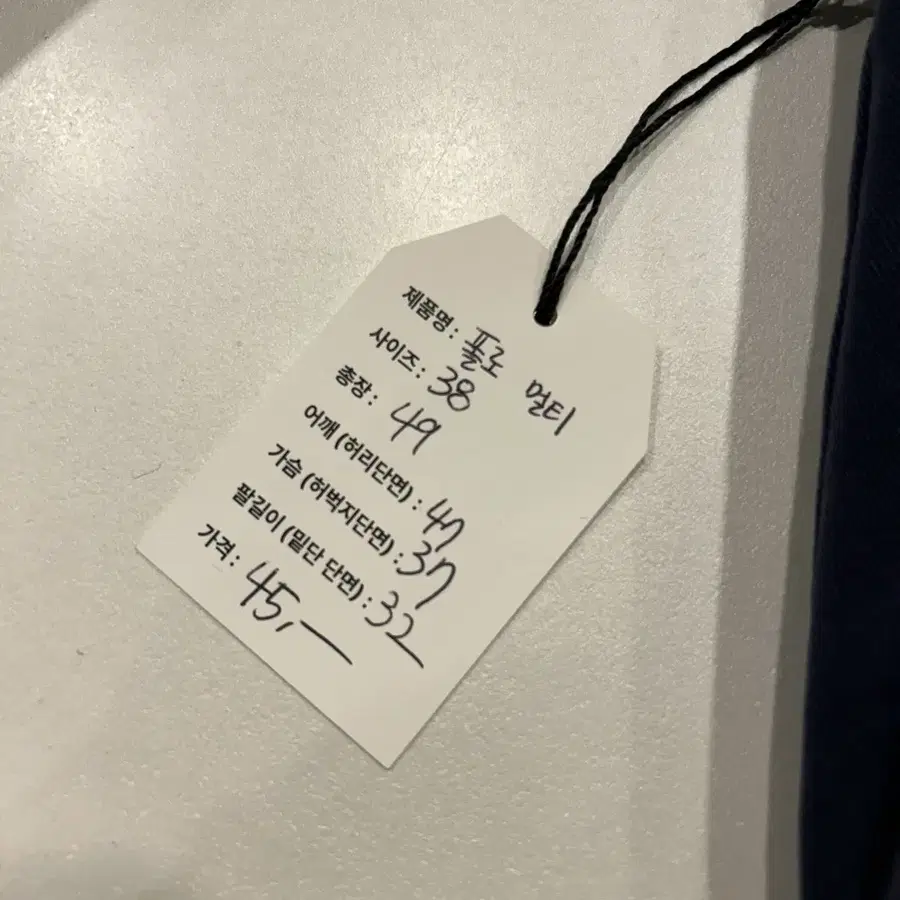 제품명 : 폴로 멀티
사이즈 : 38
총장 : 49
어깨 (허리단면) : 47
가슴 (허벅지단면) : 37
팔길이 (밑단 단면) : 32
가격 : 45,—